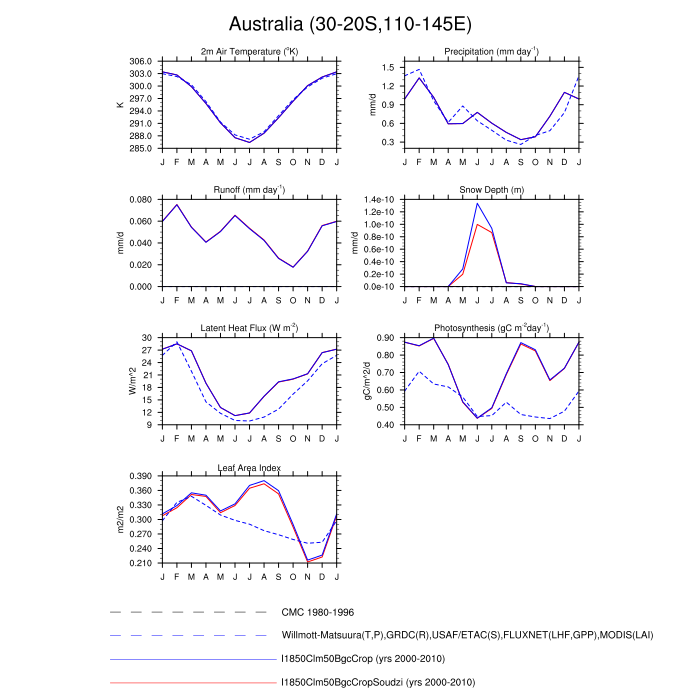 Australia (30-20S,110-145E)
2m Air Temperature (°K)
Precipitation (mm day⁻¹)
306.0
303.0
300.0
297.0
294.0
291.0
288.0
285.0
K
J F M A M J J A S O N D J
1.5
1.2
0.9
0.6
0.3
mm/d
J F M A M J J A S O N D J
Runoff (mm day⁻¹)
Snow Depth (m)
0.080
0.060
0.040
0.020
0.000
mm/d
J F M A M J J A S O N D J
1.4e-10
1.2e-10
1.0e-10
8.0e-11
6.0e-11
4.0e-11
2.0e-11
0.0e-10
mm/d
J F M A M J J A S O N D J
Latent Heat Flux (W m⁻²)
Photosynthesis (gC m⁻²day⁻¹)
30
27
24
21
18
15
12
9
W/m^2
J F M A M J J A S O N D J
0.90
0.80
0.70
0.60
0.50
0.40
gC/m^2/d
J F M A M J J A S O N D J
Leaf Area Index
0.390
0.360
0.330
0.300
0.270
0.240
0.210
m2/m2
J F M A M J J A S O N D J
CMC 1980-1996
Willmott-Matsuura(T,P),GRDC(R),USAF/ETAC(S),FLUXNET(LHF,GPP),MODIS(LAI)
I1850Clm50BgcCrop (yrs 2000-2010)
I1850Clm50BgcCropSoudzi (yrs 2000-2010)